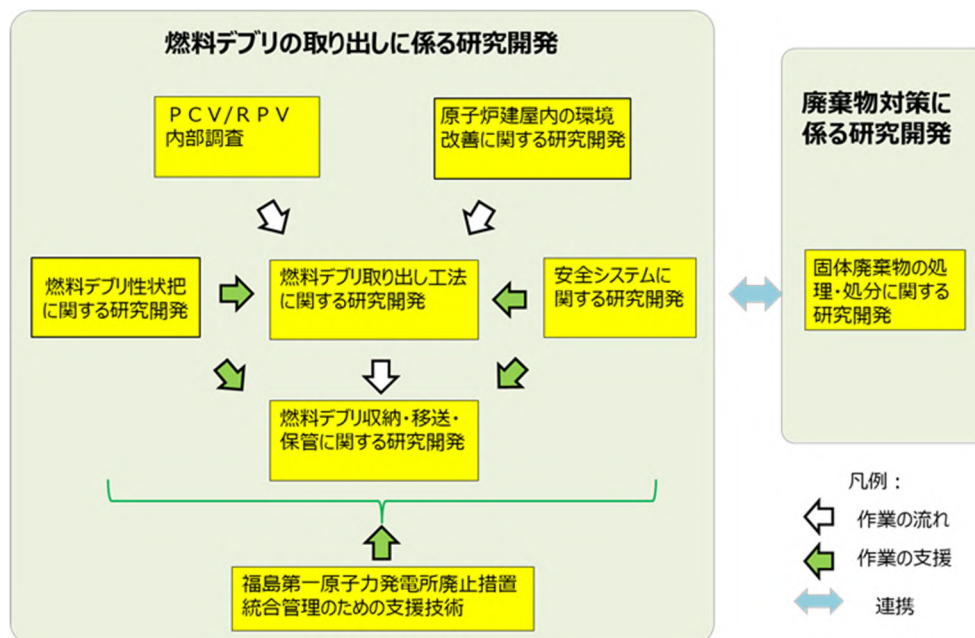 燃料デブリの取り出しに係る研究開発
ＰＣＶ/ＲＰＶ
内部調査
原子炉建屋内の環境
改善に関する研究開発
燃料デブリ性状把
に関する研究開発
燃料デブリ取り出し工法
に関する研究開発
安全システムに
関する研究開発
燃料デブリ収納・移送・
保管に関する研究開発
福島第一原子力発電所廃止措置
統合管理のための支援技術
廃棄物対策に
係る研究開発
固体廃棄物の処
理・処分に関する
研究開発
凡例：
作業の流れ
作業の支援
連携